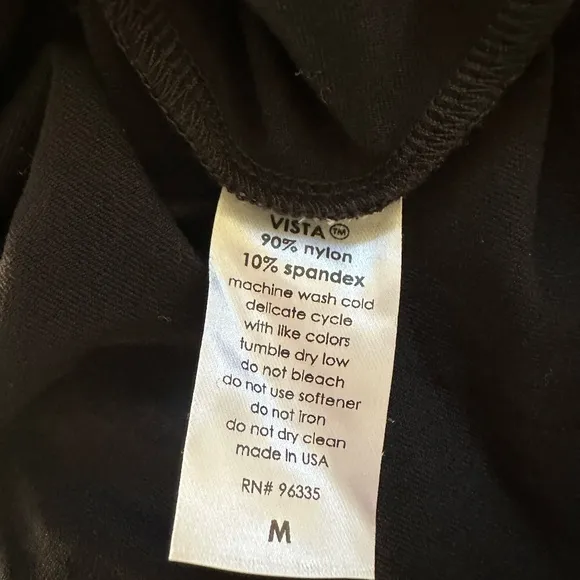 VISTA™
90% nylon
10% spandex
machine wash cold
delicate cycle
with like colors
tumble dry low
do not bleach
do not use softener
do not iron
do not dry clean
made in USA
RN# 96335
M